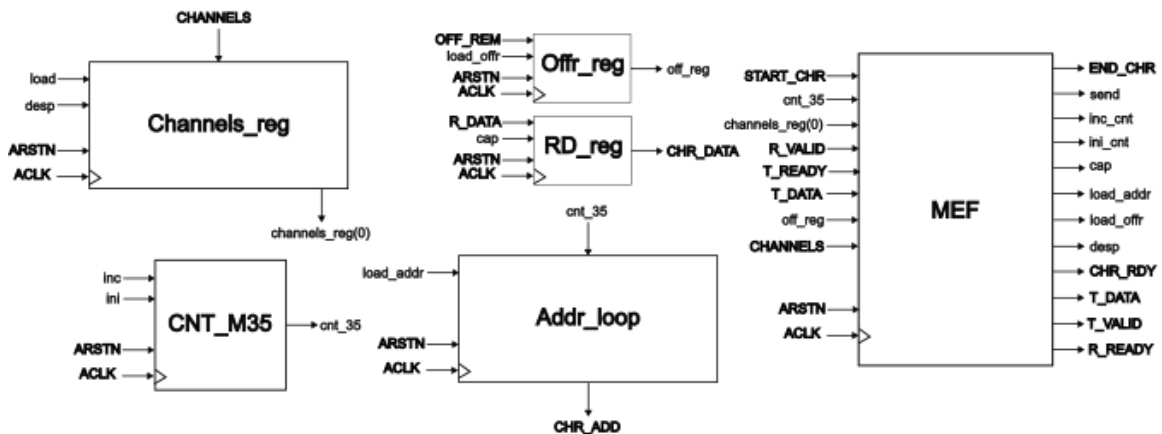 CHANNELS
load
desp
ARSTN
ACLK
Channels_reg
channels_reg(0)
OFF_REM
load_offr
ARSTN
ACLK
Offr_reg
off_reg
R_DATA
cap
ARSTN
ACLK
RD_reg
CHR_DATA
inc
ini
ARSTN
ACLK
CNT_M35
cnt_35
cnt_35
load_addr
ARSTN
ACLK
Addr_loop
CHR_ADD
START_CHR
cnt_35
channels_reg(0)
R_VALID
T_READY
T_DATA
off_reg
CHANNELS
ARSTN
ACLK
MEF
END_CHR
send
inc_cnt
ini_cnt
cap
load_addr
load_offr
desp
CHR_RDY
T_DATA
T_VALID
R_READY